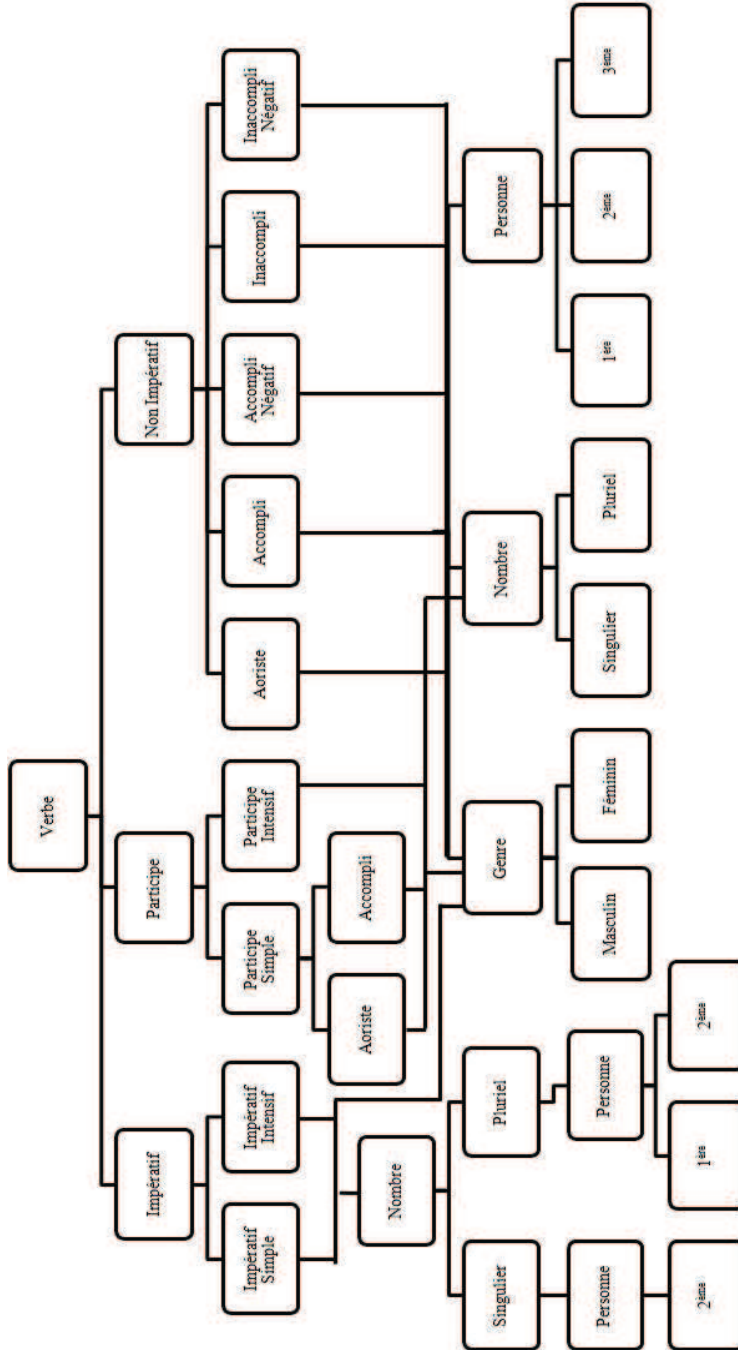 Verbe
Impératif
Participe
Non Impératif
Impératif
Simple
Impératif
Intensif
Participe
Simple
Participe
Intensif
Aoriste
Accompli
Accompli
Négatif
Inaccompli
Inaccompli
Négatif
Aoriste
Accompli
Nombre
Singulier
Pluriel
Genre
Nombre
Personne
Personne
Personne
Masculin
Féminin
Singulier
Pluriel
1ère
2ème
3ème
2ème
1ère
2ème